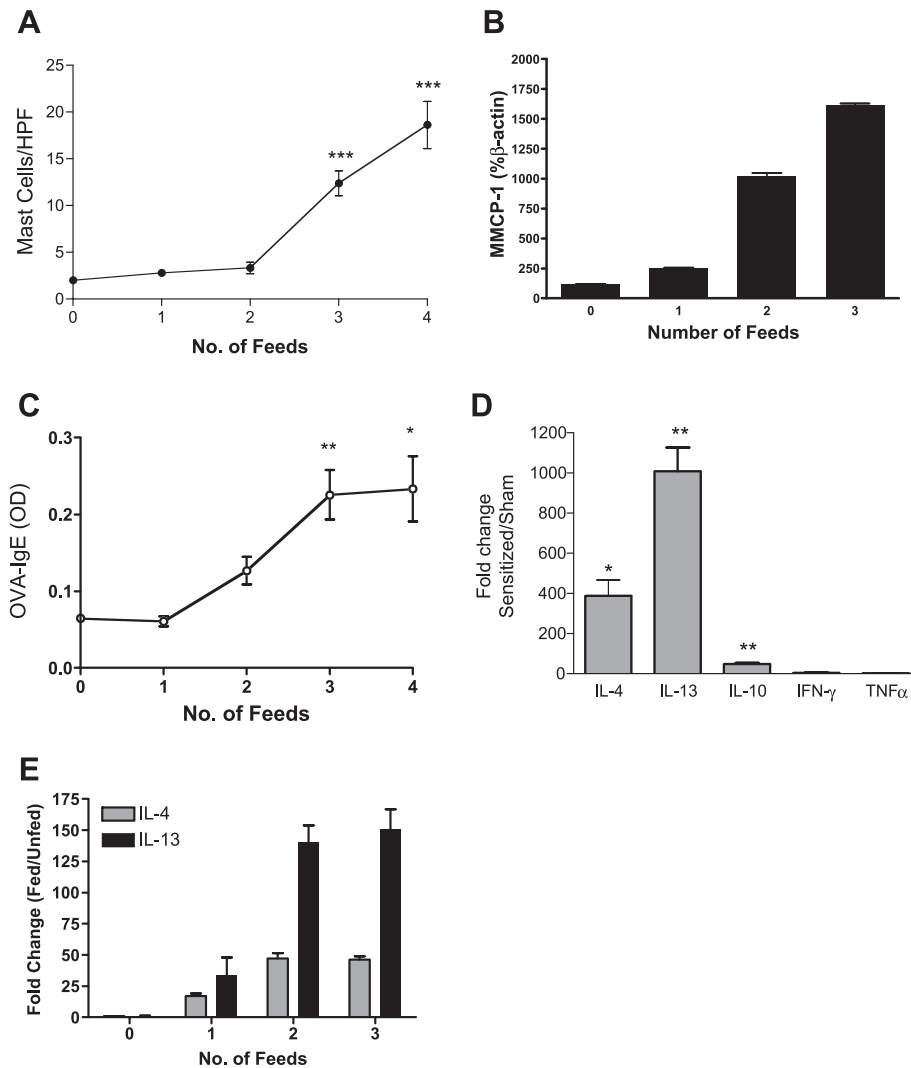 A
Mast Cells/HPF
25
20
15
10
5
0
***
***
0 1 2 3 4
No. of Feeds
B
MMCP-1 (%β-actin)
2000
1750
1500
1250
1000
750
500
250
0
0 1 2 3
Number of Feeds
C
OVA-IgE (OD)
0.3
0.2
0.1
0.0
** *
0 1 2 3 4
No. of Feeds
D
Fold change
Sensitized/Sham
1200
1000
800
600
400
200
0
* ** **
IL-4 IL-13 IL-10 IFN-γ TNFα
E
Fold Change (Fed/Unfed)
175
150
125
100
75
50
25
0
IL-4
IL-13
0 1 2 3
No. of Feeds